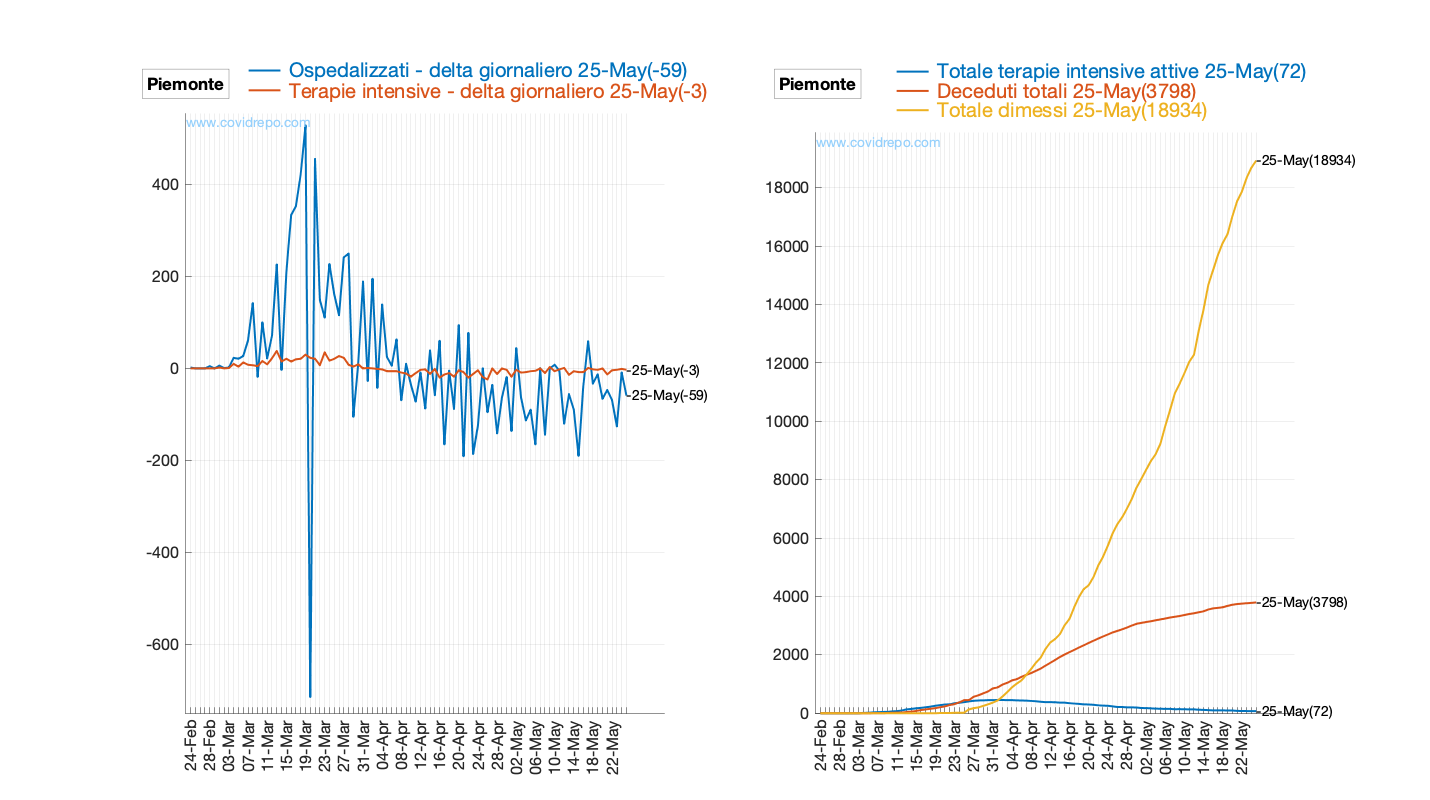 Piemonte
Ospedalizzati - delta giornaliero 25-May(-59)
Terapie intensive - delta giornaliero 25-May(-3)
www.covidrepo.com
400
200
0
-200
-400
-600
25-May(-3)
25-May(-59)
24-Feb
28-Feb
03-Mar
07-Mar
11-Mar
15-Mar
19-Mar
23-Mar
27-Mar
31-Mar
04-Apr
08-Apr
12-Apr
16-Apr
20-Apr
24-Apr
28-Apr
02-May
06-May
10-May
14-May
18-May
22-May
Piemonte
Totale terapie intensive attive 25-May(72)
Deceduti totali 25-May(3798)
Totale dimessi 25-May(18934)
www.covidrepo.com
18000
16000
14000
12000
10000
8000
6000
4000
2000
0
25-May(18934)
25-May(3798)
25-May(72)
24-Feb
28-Feb
03-Mar
07-Mar
11-Mar
15-Mar
19-Mar
23-Mar
27-Mar
31-Mar
04-Apr
08-Apr
12-Apr
16-Apr
20-Apr
24-Apr
28-Apr
02-May
06-May
10-May
14-May
18-May
22-May